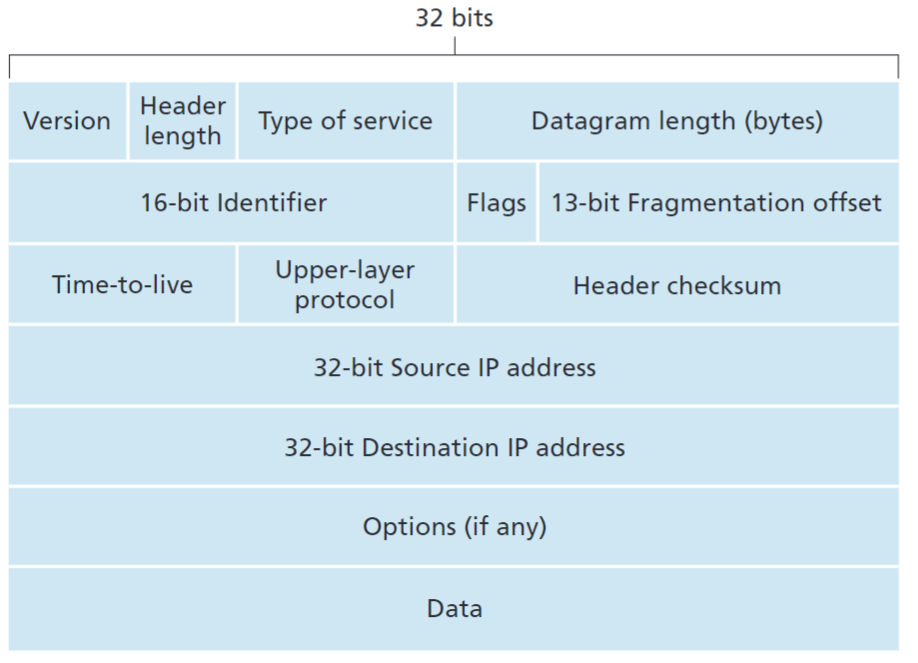 32 bits
Version
Header
length
Type of service
Datagram length (bytes)
16-bit Identifier
Flags
13-bit Fragmentation offset
Time-to-live
Upper-layer
protocol
Header checksum
32-bit Source IP address
32-bit Destination IP address
Options (if any)
Data